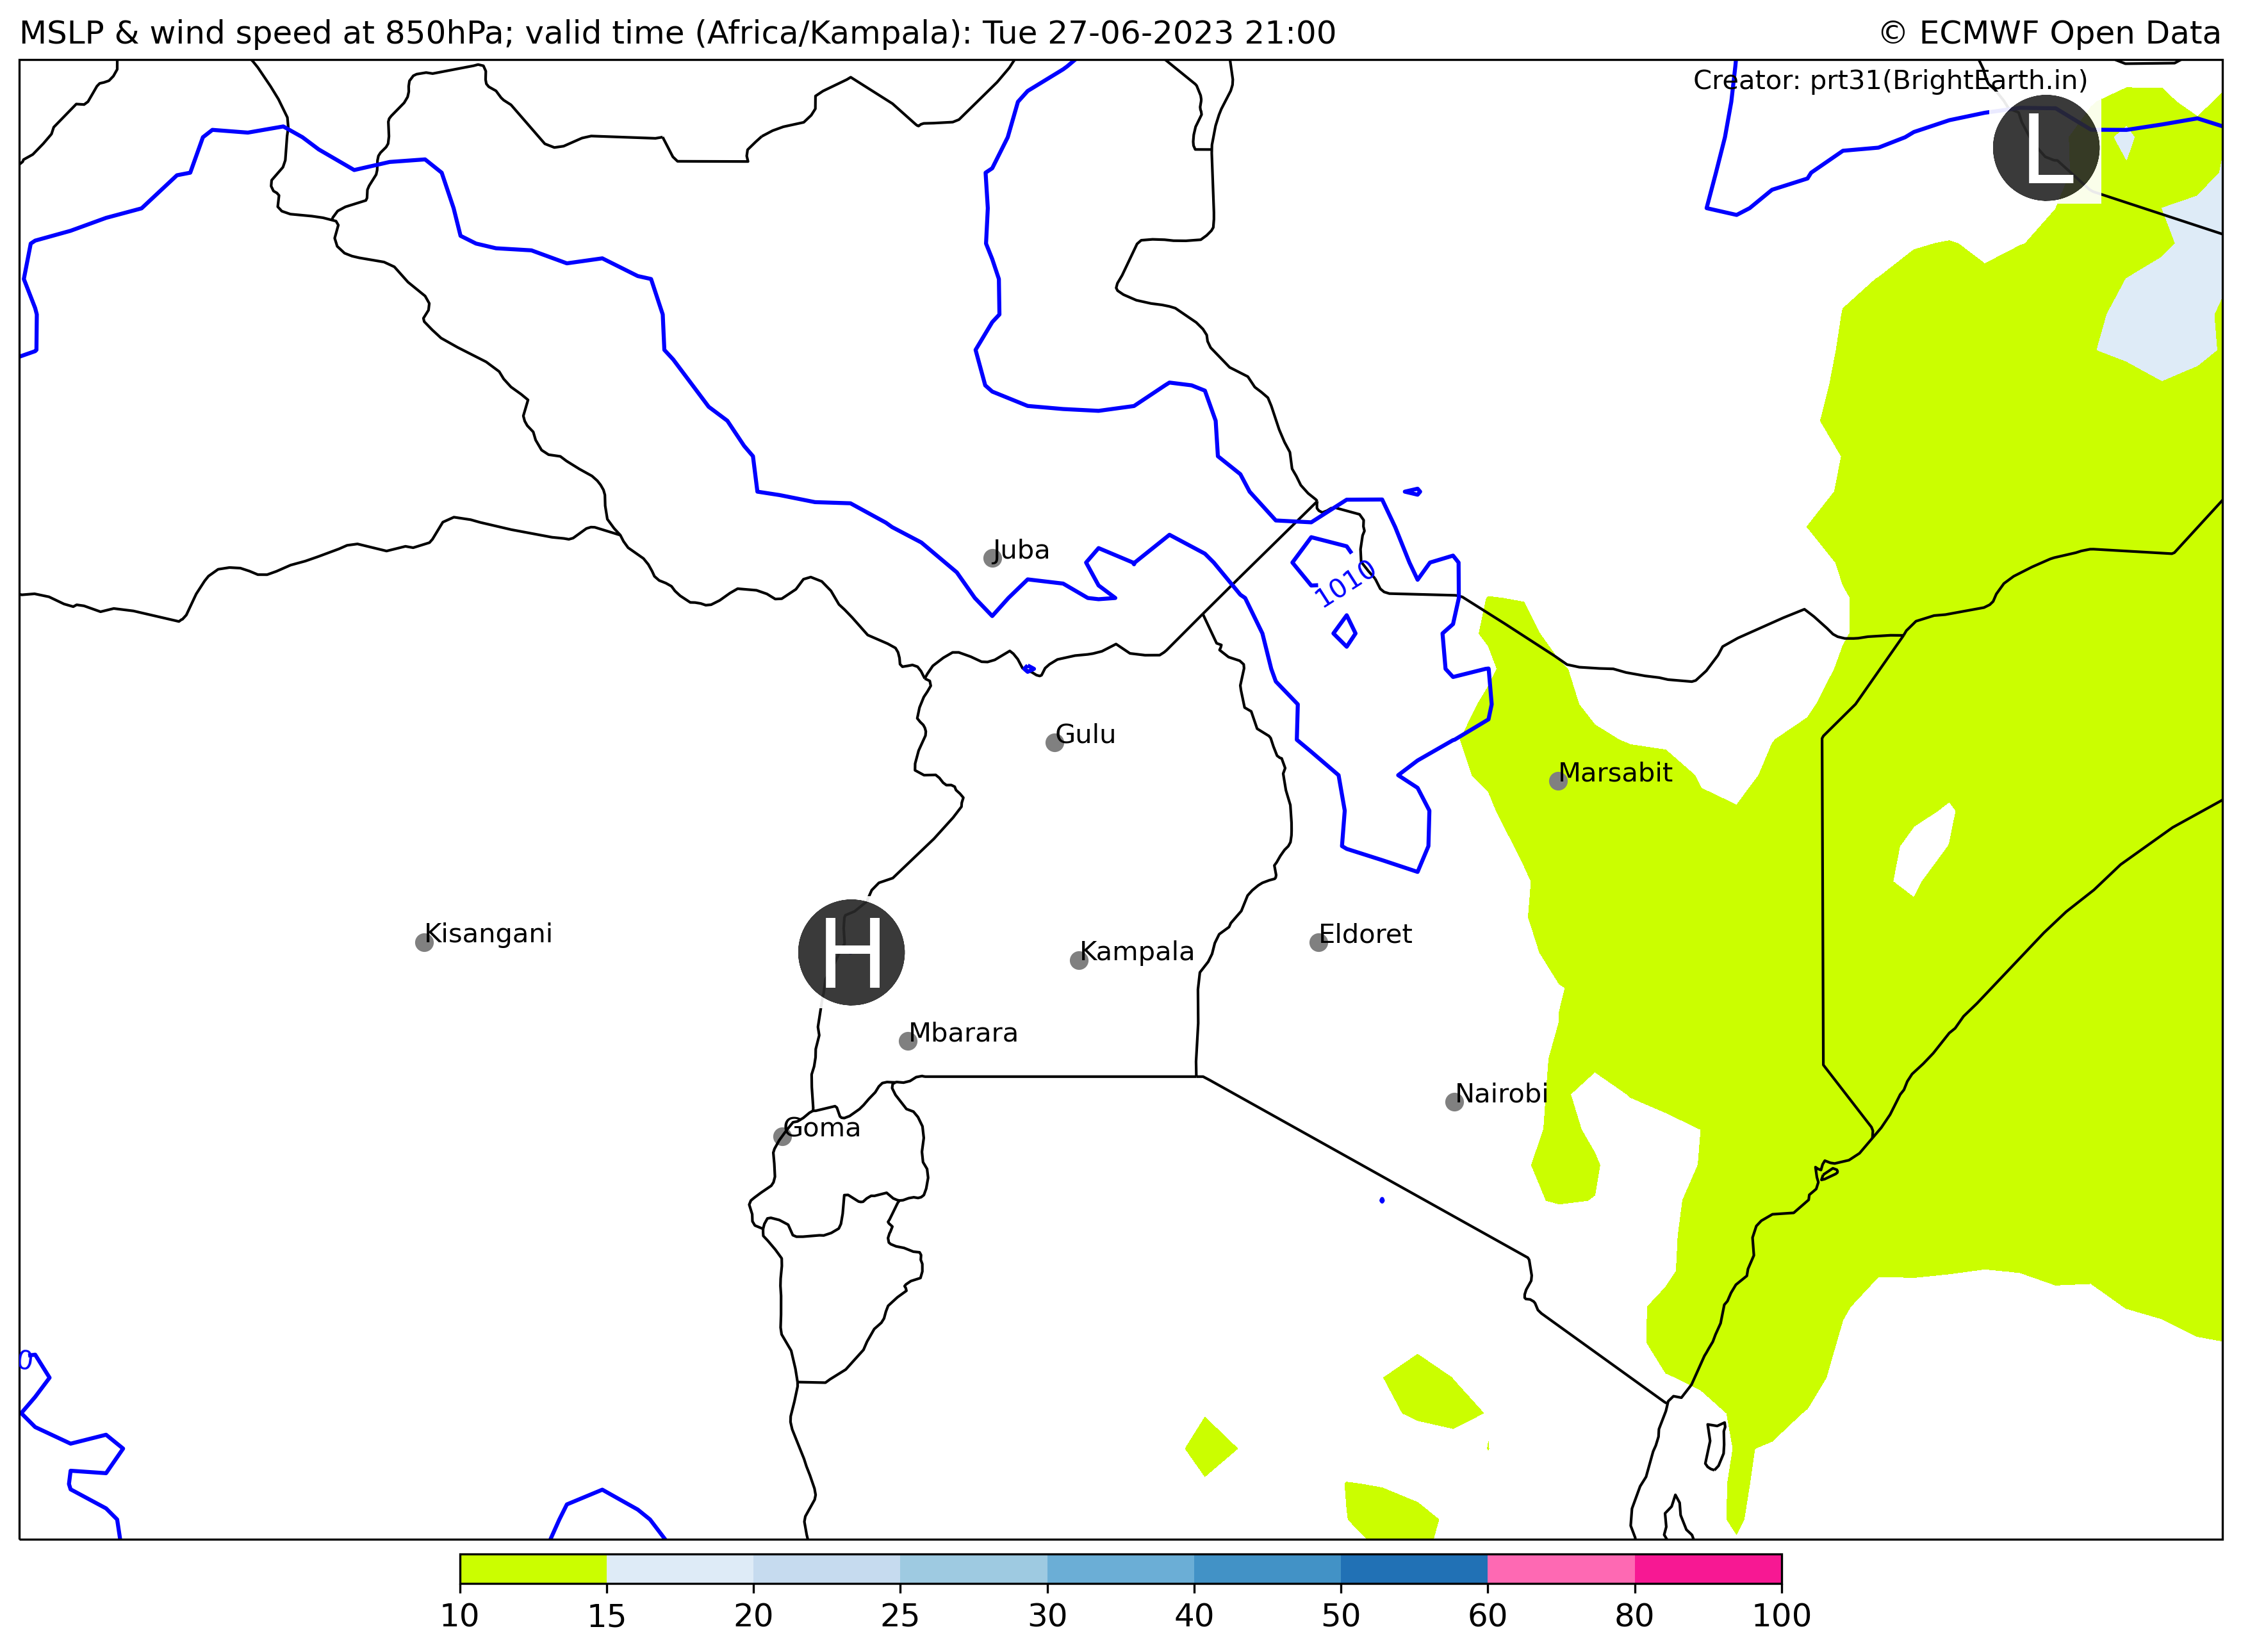 MSLP & wind speed at 850hPa; valid time (Africa/Kampala): Tue 27-06-2023 21:00
© ECMWF Open Data
Creator: prt31(BrightEarth.in)
L
Juba
1010
Gulu
Marsabit
Kisangani
H
Kampala
Eldoret
Mbarara
Nairobi
Goma
0
10 15 20 25 30 40 50 60 80 100